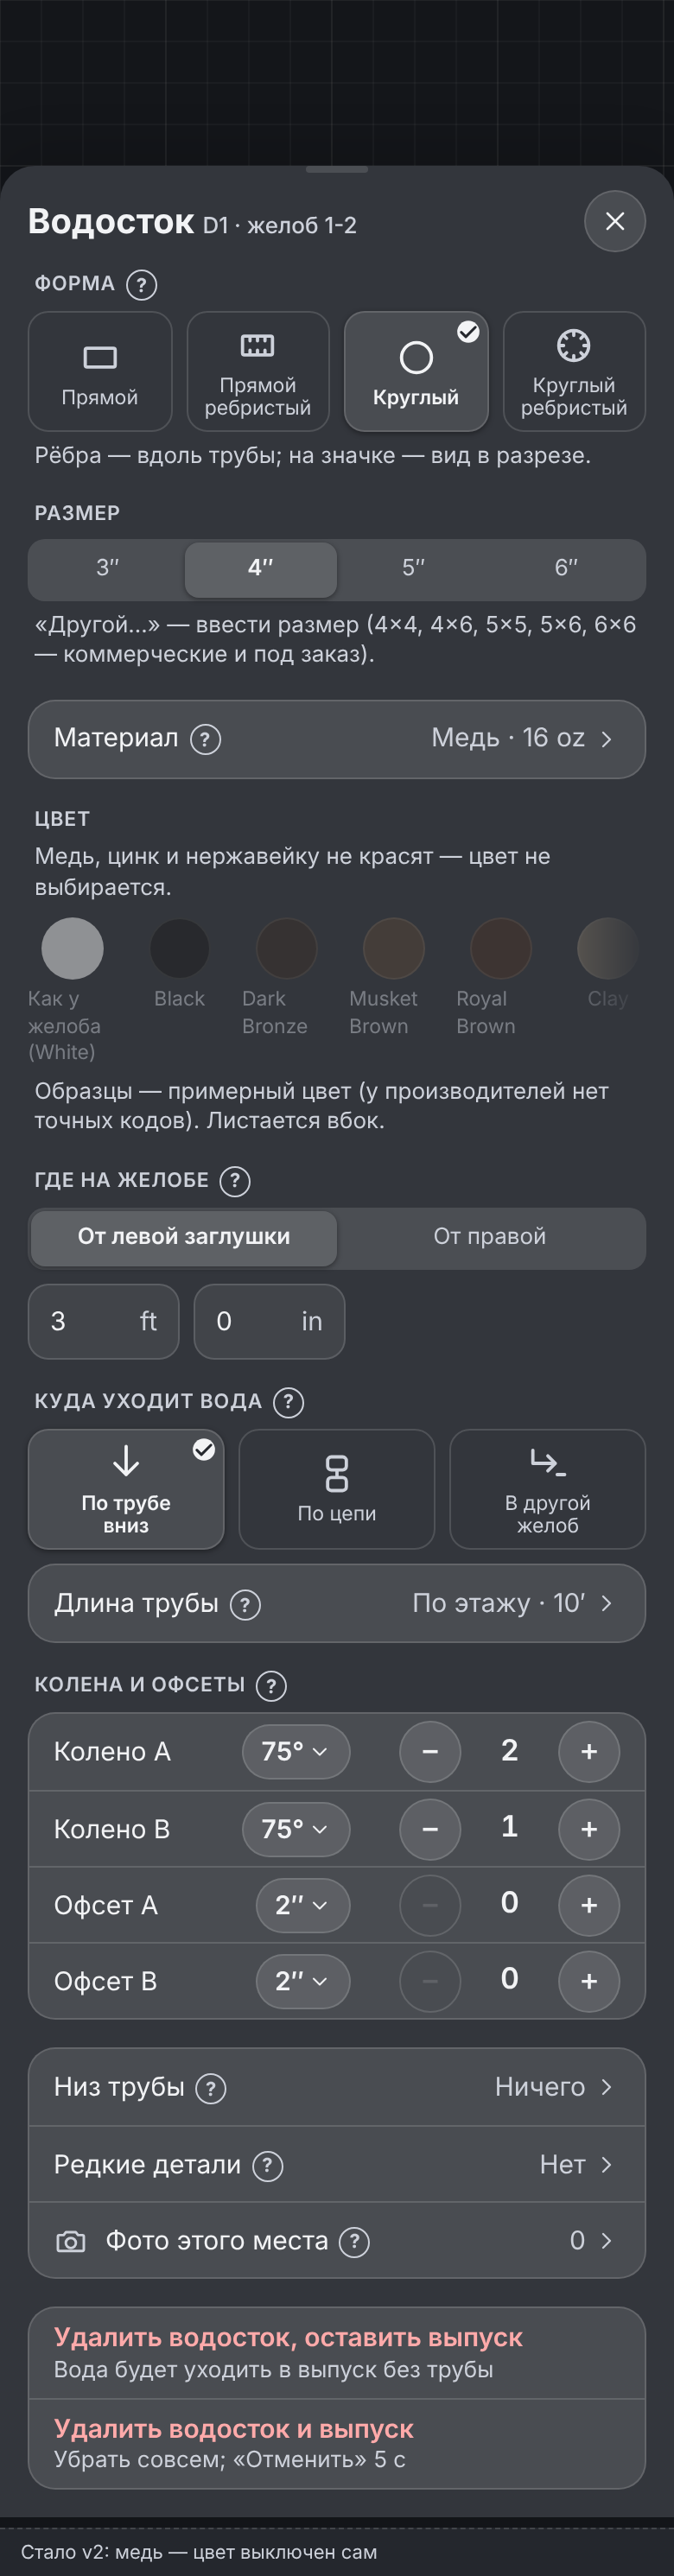 Водосток D1 · желоб 1-2
ФОРМА ?
Прямой
Прямой
ребристый
Круглый
Круглый
ребристый
Рёбра — вдоль трубы; на значке — вид в разрезе.
РАЗМЕР
3″ 4″ 5″ 6″
«Другой…» — ввести размер (4×4, 4×6, 5×5, 5×6, 6×6
— коммерческие и под заказ).
Материал ? Медь · 16 oz
ЦВЕТ
Медь, цинк и нержавейку не красят — цвет не
выбирается.
Как у
желоба
(White)
Black
Dark
Bronze
Musket
Brown
Royal
Brown
Clay
Образцы — примерный цвет (у производителей нет
точных кодов). Листается вбок.
ГДЕ НА ЖЕЛОБЕ ?
От левой заглушки От правой
3 ft 0 in
КУДА УХОДИТ ВОДА ?
По трубе
вниз
По цепи
В другой
желоб
Длина трубы ? По этажу · 10′
КОЛЕНА И ОФСЕТЫ ?
Колено A 75° − 2 +
Колено B 75° − 1 +
Офсет A 2″ − 0 +
Офсет B 2″ − 0 +
Низ трубы ? Ничего
Редкие детали ? Нет
Фото этого места ? 0
Удалить водосток, оставить выпуск
Вода будет уходить в выпуск без трубы
Удалить водосток и выпуск
Убрать совсем; «Отменить» 5 с
Стало v2: медь — цвет выключен сам